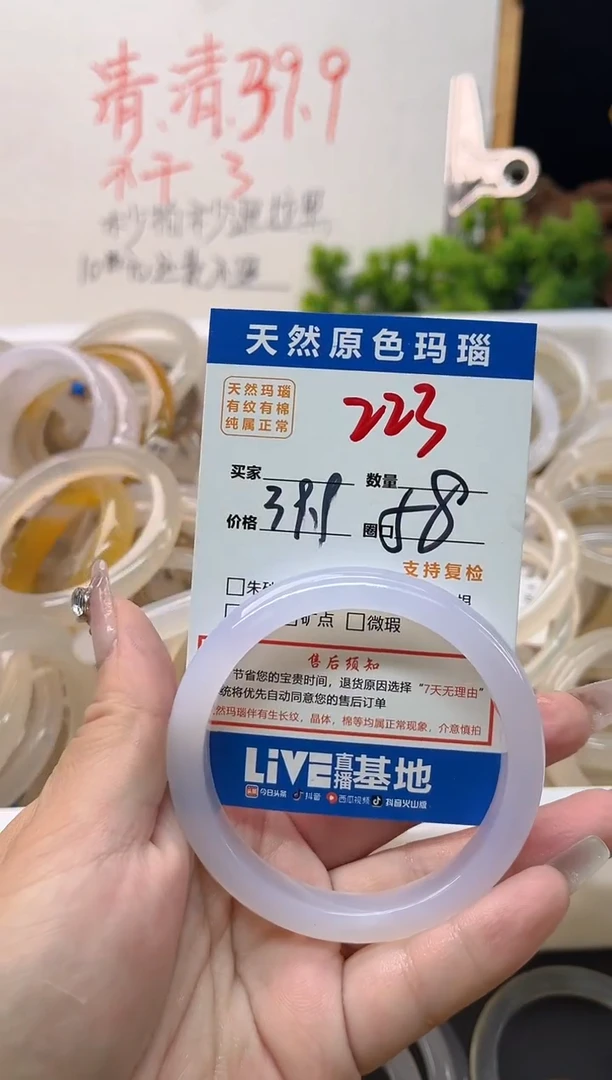 清.清.39.9
不干 3
天然原色玛瑙
天然玛瑙
有纹有棉
纯属正常
223
买家 数量
价格 39.9 圈口 58
支持复检
矿点 □微瑕
售后须知
节省您的宝贵时间，退货原因选择“7天无理由”
统将优先自动同意您的售后订单
然玛瑙伴有生长纹，晶体，棉等均属正常现象，介意慎拍
LiVE直播基地
今日头条 抖音 西瓜视频 抖音火山版